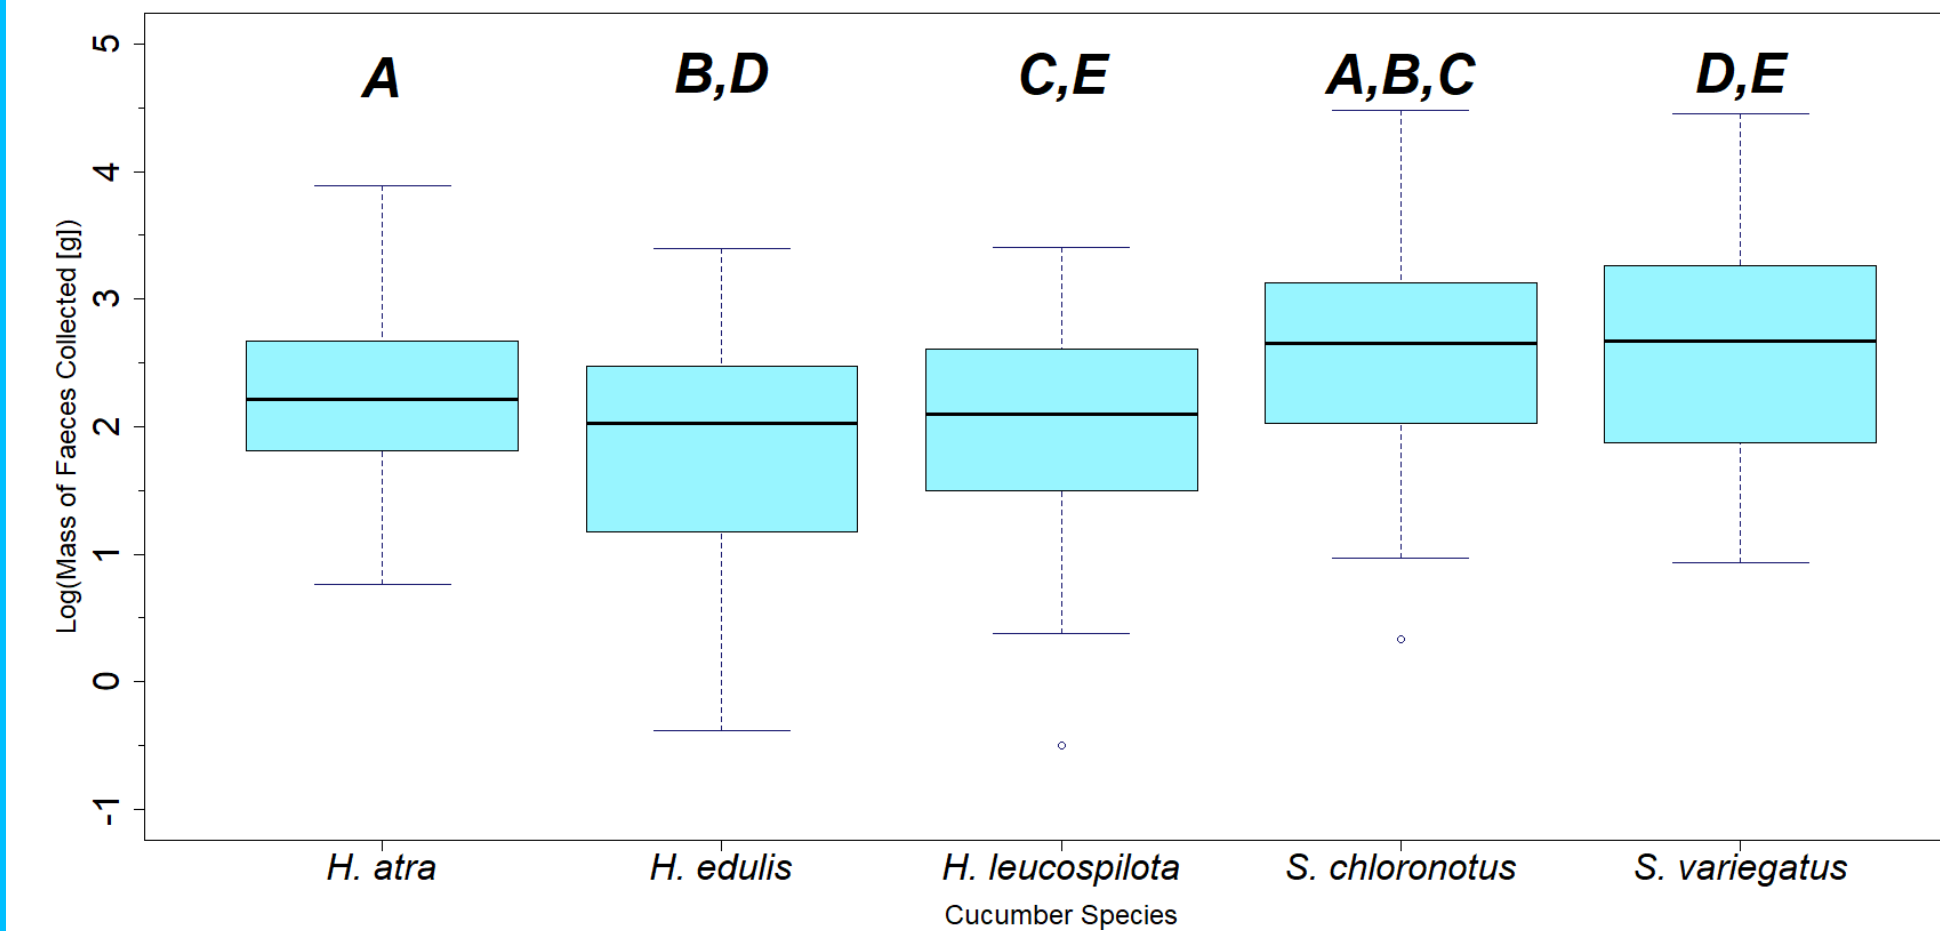 A B,D C,E A,B,C D,E
5
4
3
2
1
0
-1
Log(Mass of Faeces Collected [g])
H. atra H. edulis H. leucospilota S. chloronotus S. variegatus
Cucumber Species